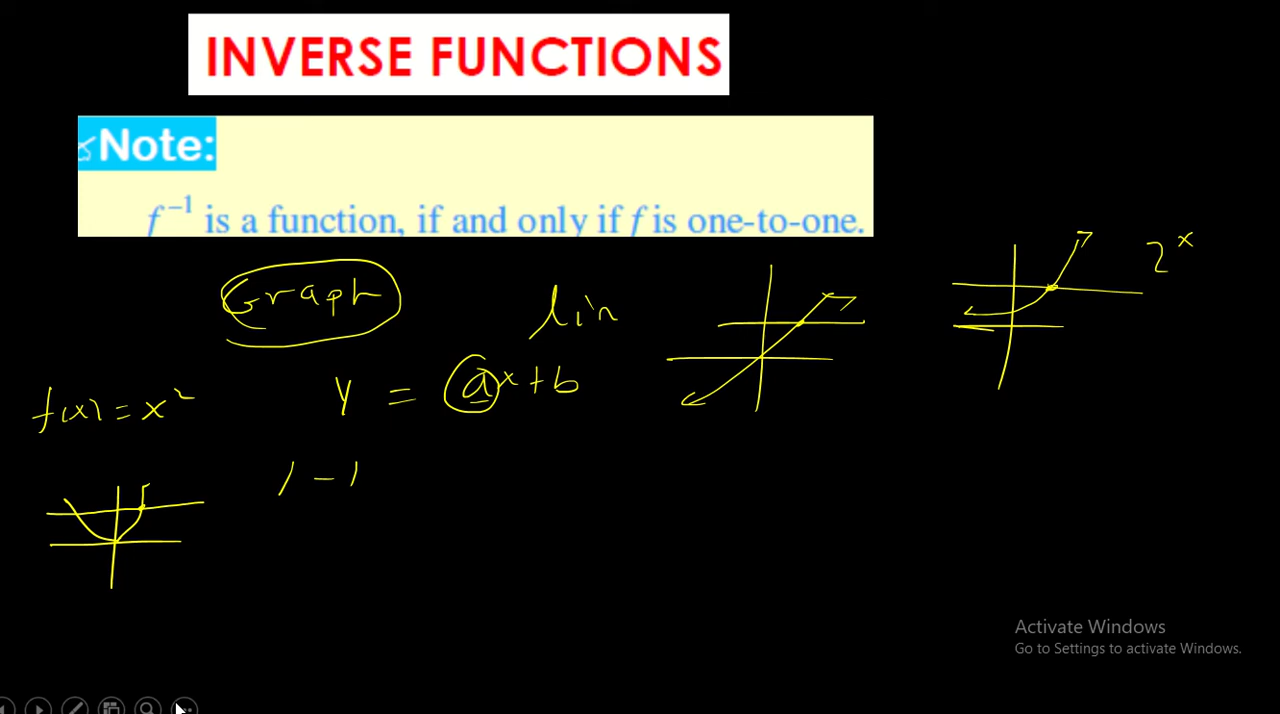 INVERSE FUNCTIONS
Note:
f⁻¹ is a function, if and only if f is one-to-one.
Graph
lin
2ˣ
f(x) = x²
y = ax + b
1 - 1
Activate Windows
Go to Settings to activate Windows.